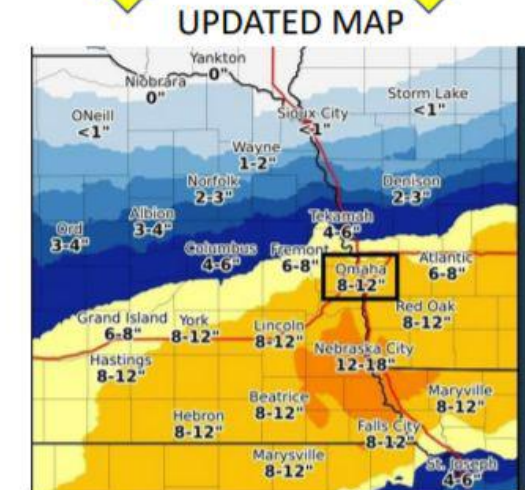 UPDATED MAP
Yankton
0"
Niobrara
0"
Storm Lake
<1"
ONeill
<1"
Sioux City
<1"
Wayne
1-2"
Norfolk
2-3"
Denison
2-3"
Albion
3-4"
Ord
3-4"
Tekamah
4-6"
Columbus
4-6"
Fremont
6-8"
Omaha
8-12"
Atlantic
6-8"
Red Oak
8-12"
Grand Island
6-8"
York
8-12"
Lincoln
8-12"
Nebraska City
12-18"
Hastings
8-12"
Beatrice
8-12"
Maryville
8-12"
Hebron
8-12"
Falls City
8-12"
Marysville
8-12"
St. Joseph
4-6"